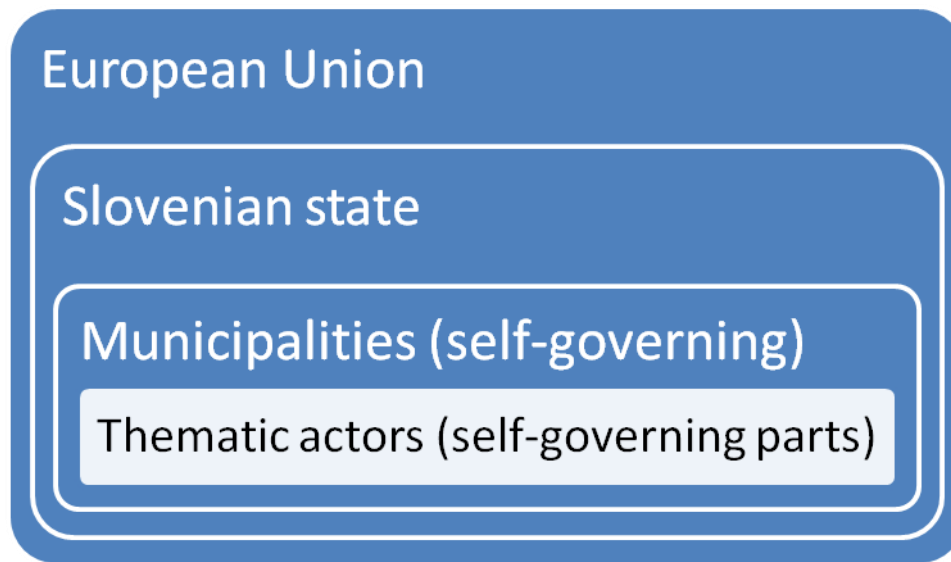 European Union
Slovenian state
Municipalities (self-governing)
Thematic actors (self-governing parts)